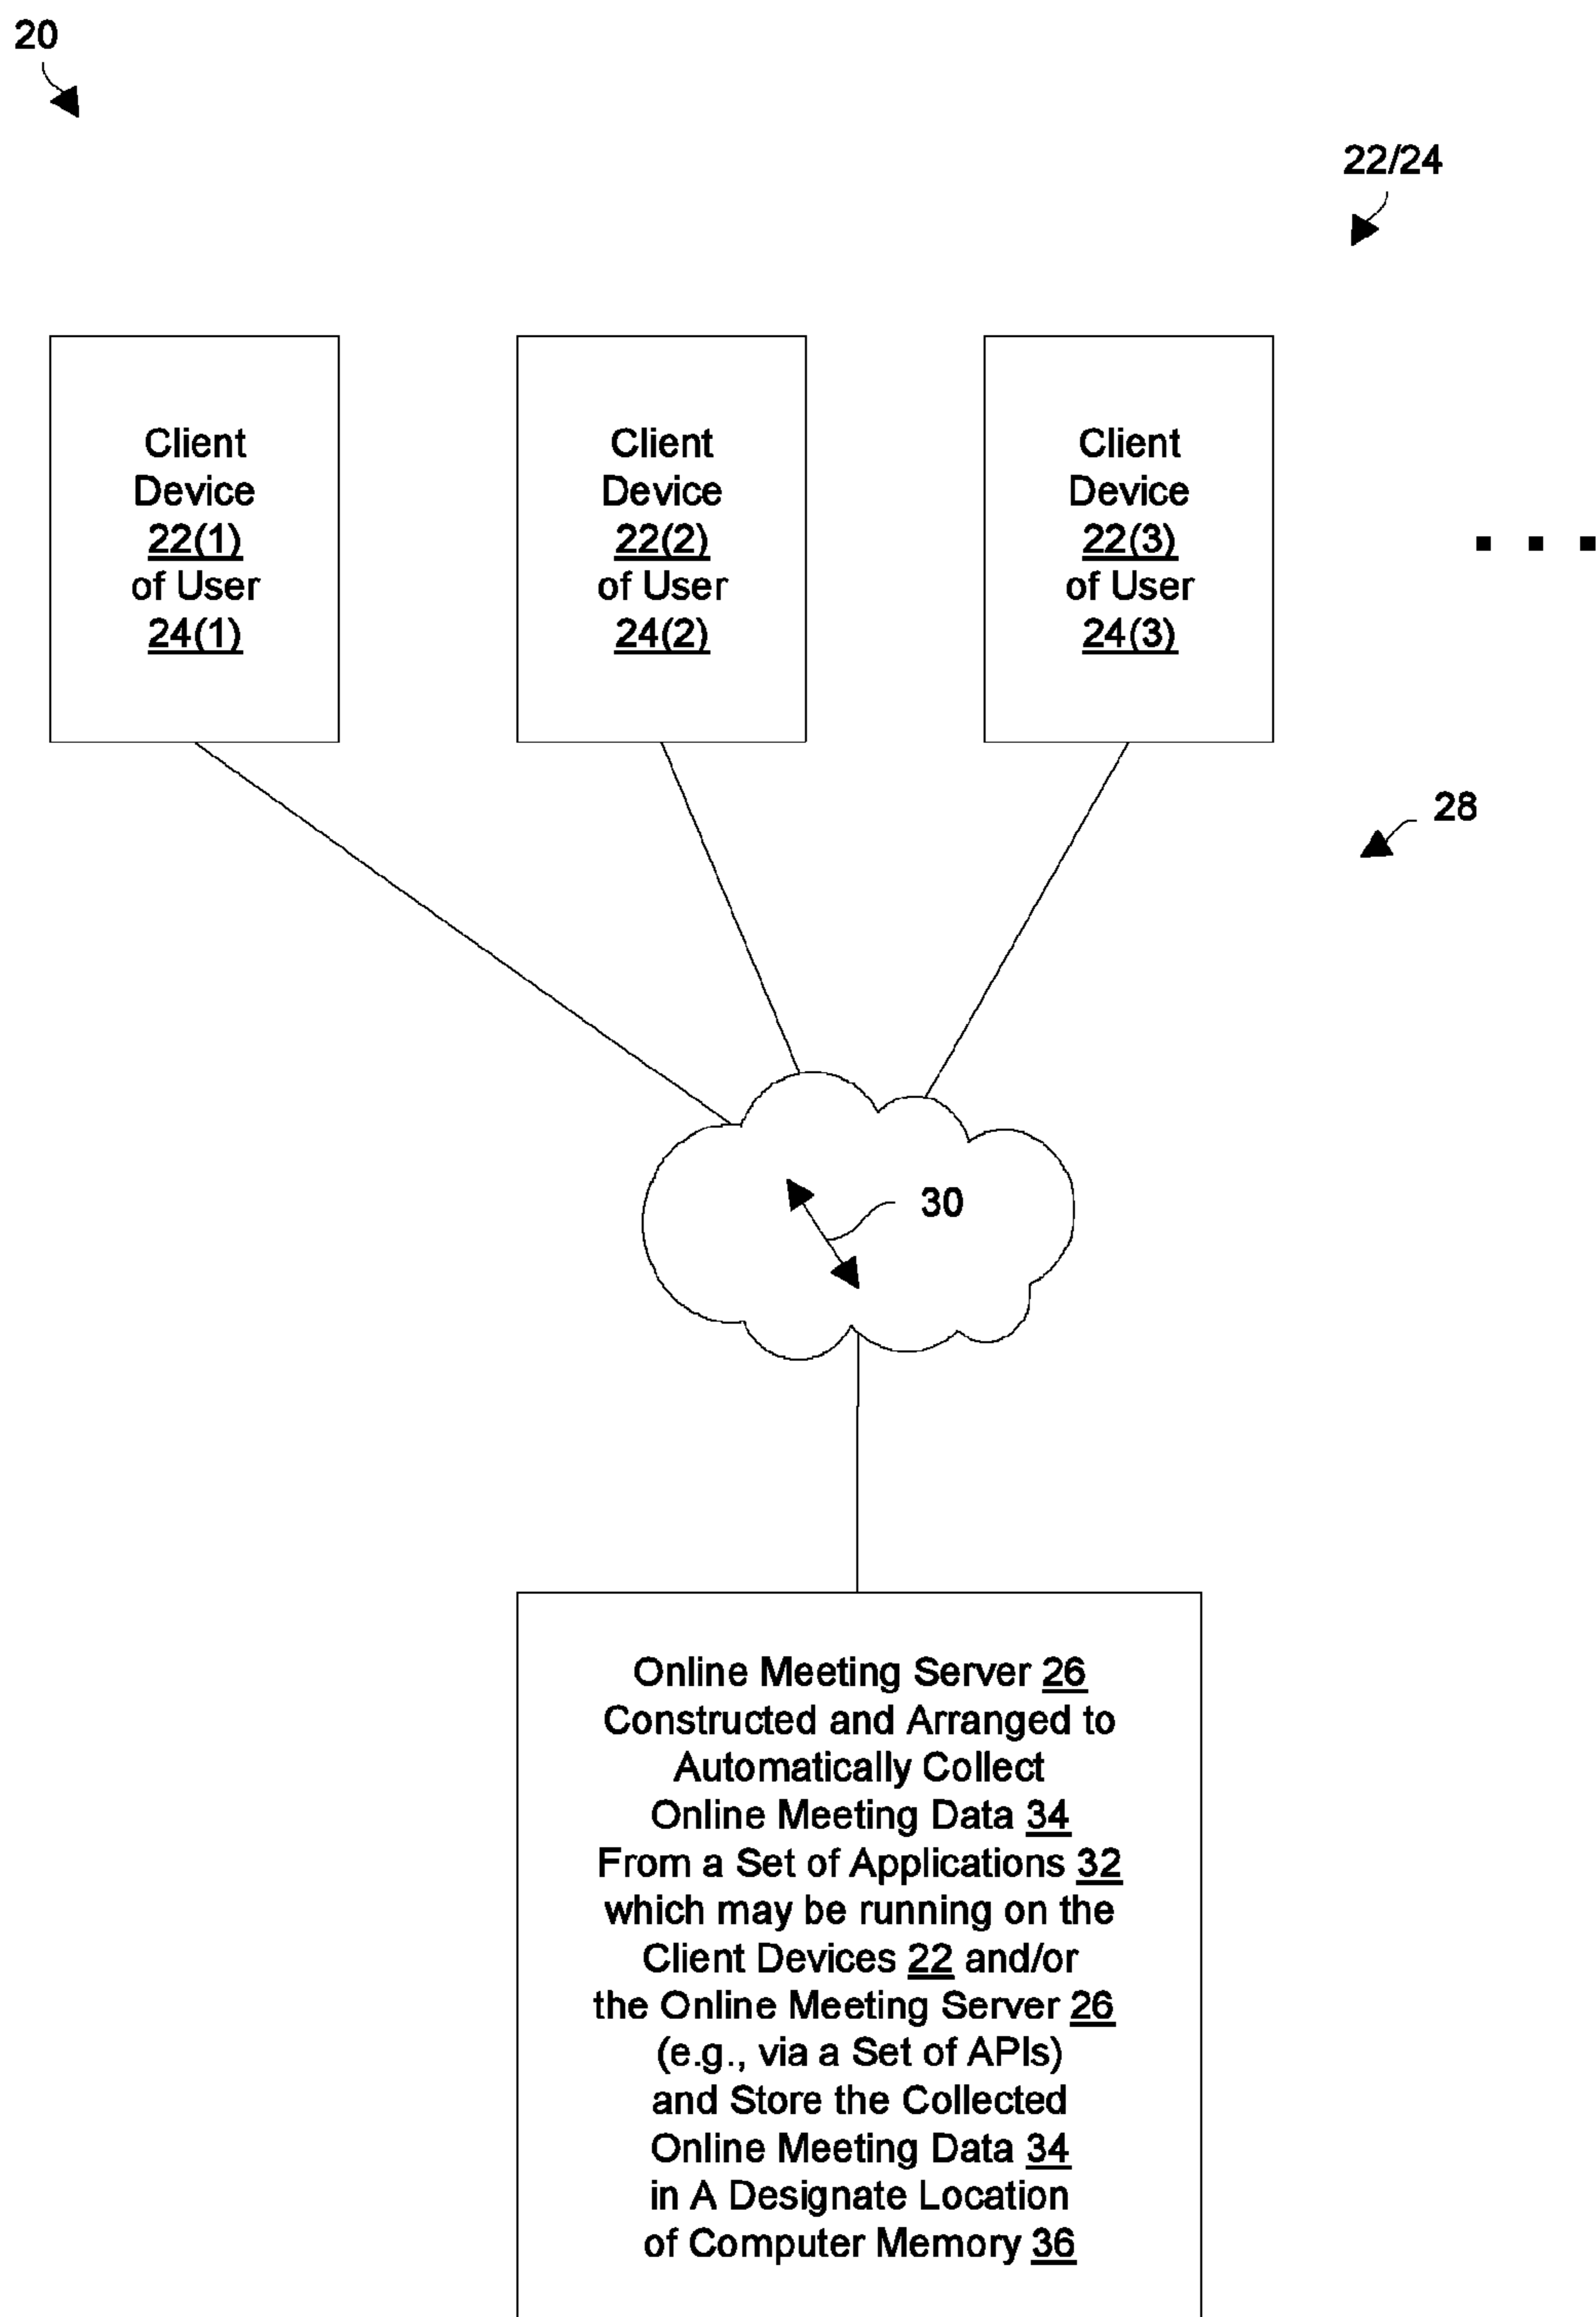 20
22/24
Client
Device
22(1)
of User
24(1)
Client
Device
22(2)
of User
24(2)
Client
Device
22(3)
of User
24(3)
. . .
28
30
Online Meeting Server 26
Constructed and Arranged to
Automatically Collect
Online Meeting Data 34
From a Set of Applications 32
which may be running on the
Client Devices 22 and/or
the Online Meeting Server 26
(e.g., via a Set of APIs)
and Store the Collected
Online Meeting Data 34
in A Designate Location
of Computer Memory 36